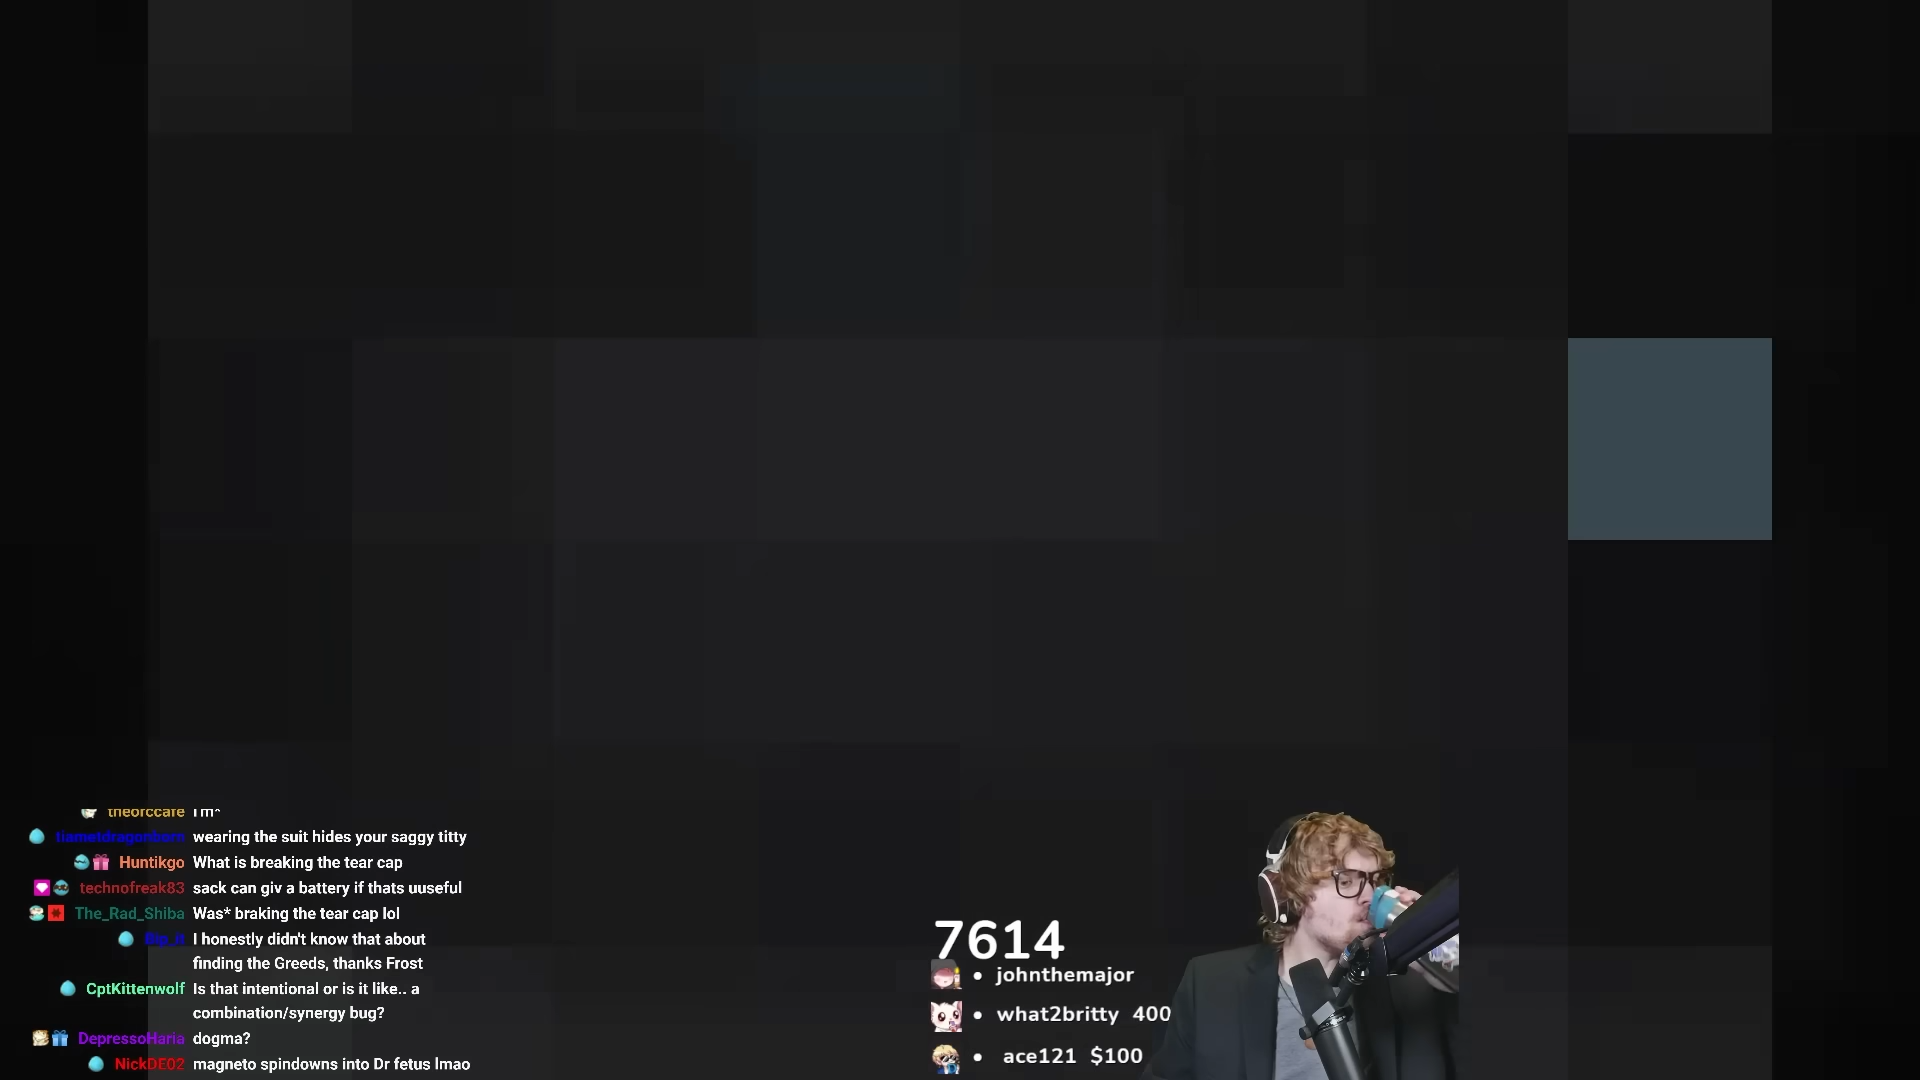 theorccafe I'm*
tiametdragonborn wearing the suit hides your saggy titty
Huntikgo What is breaking the tear cap
technofreak83 sack can giv a battery if thats uuseful
The_Rad_Shiba Was* braking the tear cap lol
I honestly didn't know that about
finding the Greeds, thanks Frost
CptKittenwolf Is that intentional or is it like.. a
combination/synergy bug?
DepressoHaria dogma?
NickDE02 magneto spindowns into Dr fetus lmao
7614
• johnthemajor
• what2britty 400
• ace121 $100